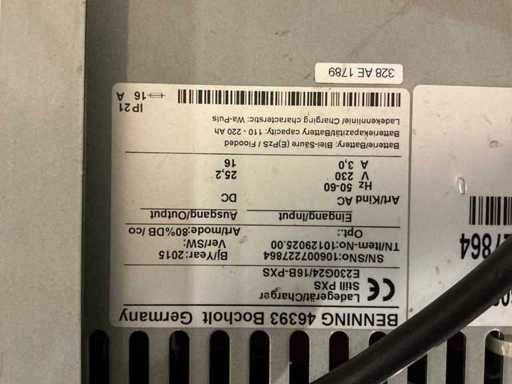 BENNING 46393 Bocholt Germany
CE Ladegerät/Charger
Still PXS
E230G24/16B-PXS Bj/Year: 2015
SN/SNo:106007227864 Ver/SW:
TN/Item-No:10129025.00 Art/mode:80%DB /co
Opt.:
Eingang/Input Ausgang/Output
Art/Kind AC DC
Hz 50-60
V 230 25,2
A 3,0 16
Batterie/Battery: Blei-Säure (E)PzS / Flooded
Batteriekapazität/Battery capacity: 110 - 220 Ah
Ladekennlinie/ Charging characterstic: Wa-Puls
IP21
16 A
328 AE 1789
27864